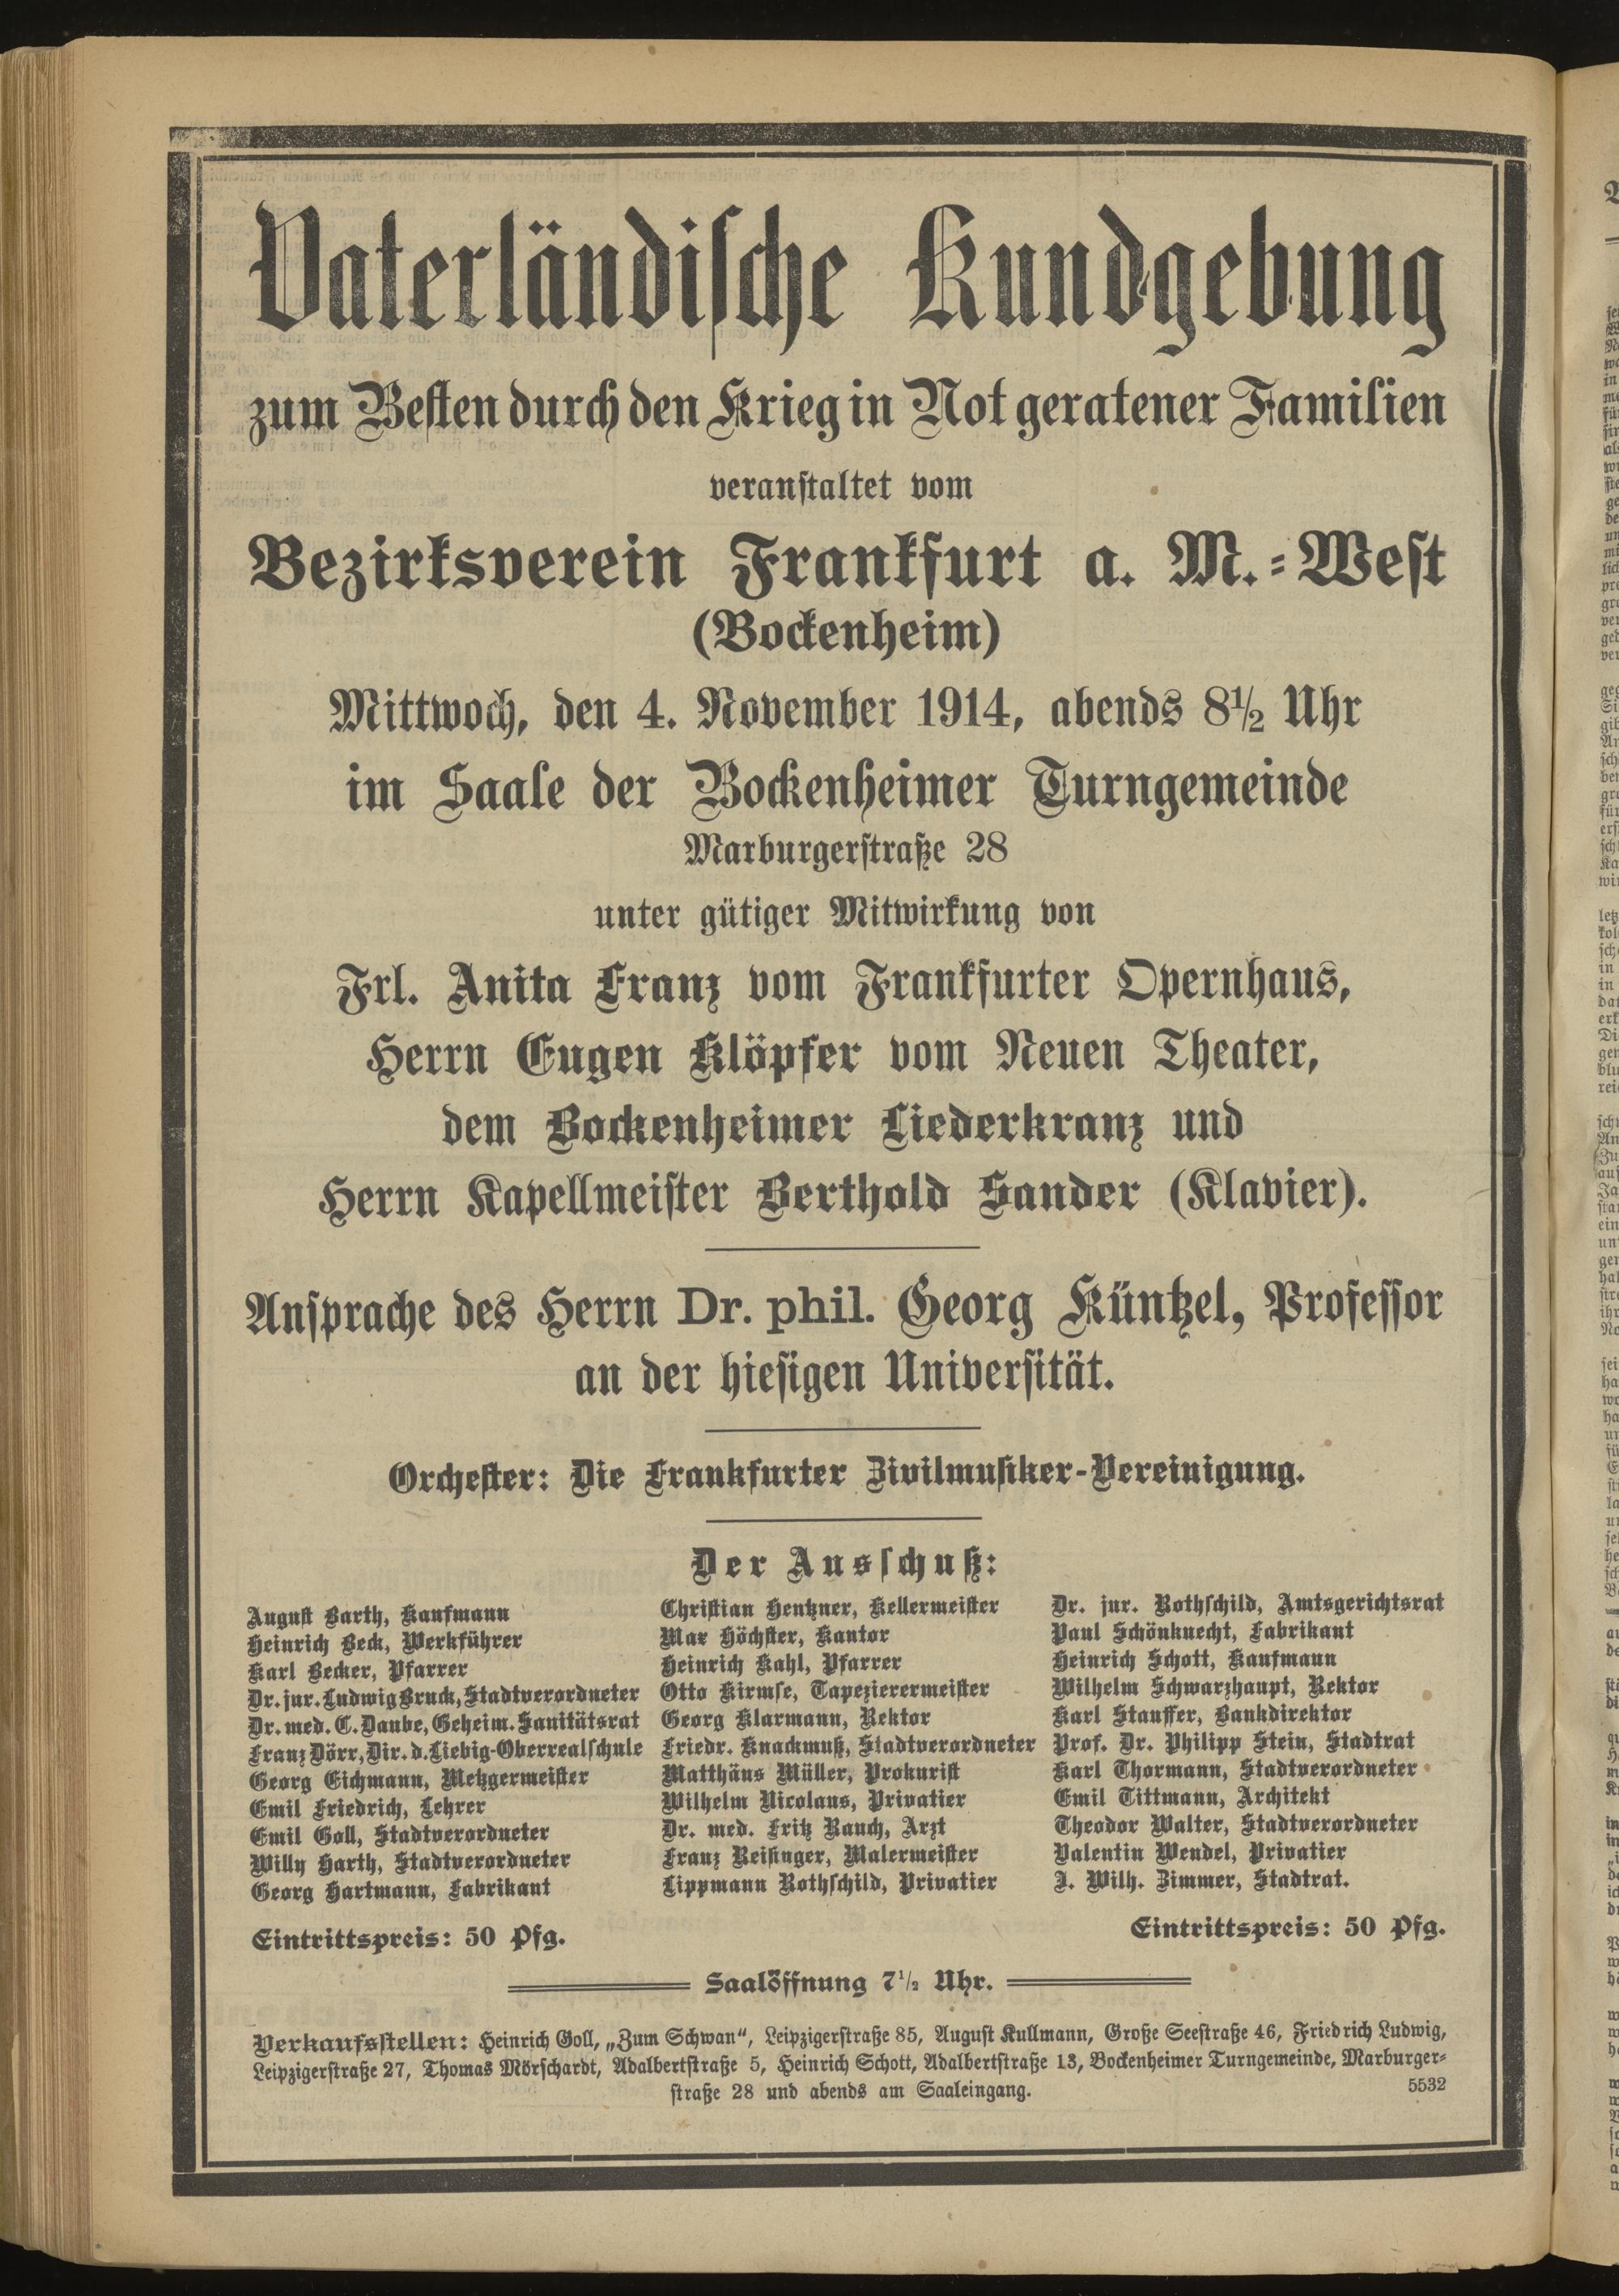 Vaterländische Kundgebung
zum Besten durch den Krieg in Not geratener Familien
veranstaltet vom
Bezirksverein Frankfurt a. M.-West
(Bockenheim)
Mittwoch, den 4. November 1914, abends 8½ Uhr
im Saale der Bockenheimer Turngemeinde
Marburgerstraße 28
unter gütiger Mitwirkung von
Frl. Anita Franz vom Frankfurter Opernhaus,
Herrn Eugen Klöpfer vom Neuen Theater,
dem Bockenheimer Liederkranz und
Herrn Kapellmeister Berthold Sander (Klavier).
Ansprache des Herrn Dr. phil. Georg Küntzel, Professor
an der hiesigen Universität.
Orchester: Die Frankfurter Zivilmusiker-Vereinigung.
Der Ausschuß:
August Barth, Kaufmann
Heinrich Beck, Werkführer
Karl Becker, Pfarrer
Dr. jur. Ludwig Bruck, Stadtverordneter
Dr. med. C. Daube, Geheim. Sanitätsrat
Franz Dörr, Dir. d. Liebig-Oberrealschule
Georg Eichmann, Metzgermeister
Emil Friedrich, Lehrer
Emil Goll, Stadtverordneter
Willy Harth, Stadtverordneter
Georg Hartmann, Fabrikant
Christian Hentzner, Kellermeister
Max Höchster, Kantor
Heinrich Kahl, Pfarrer
Otto Kirmse, Tapezierermeister
Georg Klarmann, Rektor
Friedr. Knackmuß, Stadtverordneter
Matthäus Müller, Prokurist
Wilhelm Nicolaus, Privatier
Dr. med. Fritz Rauch, Arzt
Franz Reisinger, Malermeister
Lippmann Rothschild, Privatier
Dr. jur. Rothschild, Amtsgerichtsrat
Paul Schönknecht, Fabrikant
Heinrich Schott, Kaufmann
Wilhelm Schwarzhaupt, Rektor
Karl Stauffer, Bankdirektor
Prof. Dr. Philipp Stein, Stadtrat
Karl Thormann, Stadtverordneter
Emil Tittmann, Architekt
Theodor Walter, Stadtverordneter
Valentin Wendel, Privatier
J. Wilh. Zimmer, Stadtrat.
Eintrittspreis: 50 Pfg. Eintrittspreis: 50 Pfg.
Saalöffnung 7½ Uhr.
Verkaufsstellen: Heinrich Goll, „Zum Schwan“, Leipzigerstraße 85, August Kullmann, Große Seestraße 46, Friedrich Ludwig,
Leipzigerstraße 27, Thomas Mörschardt, Adalbertstraße 5, Heinrich Schott, Adalbertstraße 13, Bockenheimer Turngemeinde, Marburger-
straße 28 und abends am Saaleingang. 5532